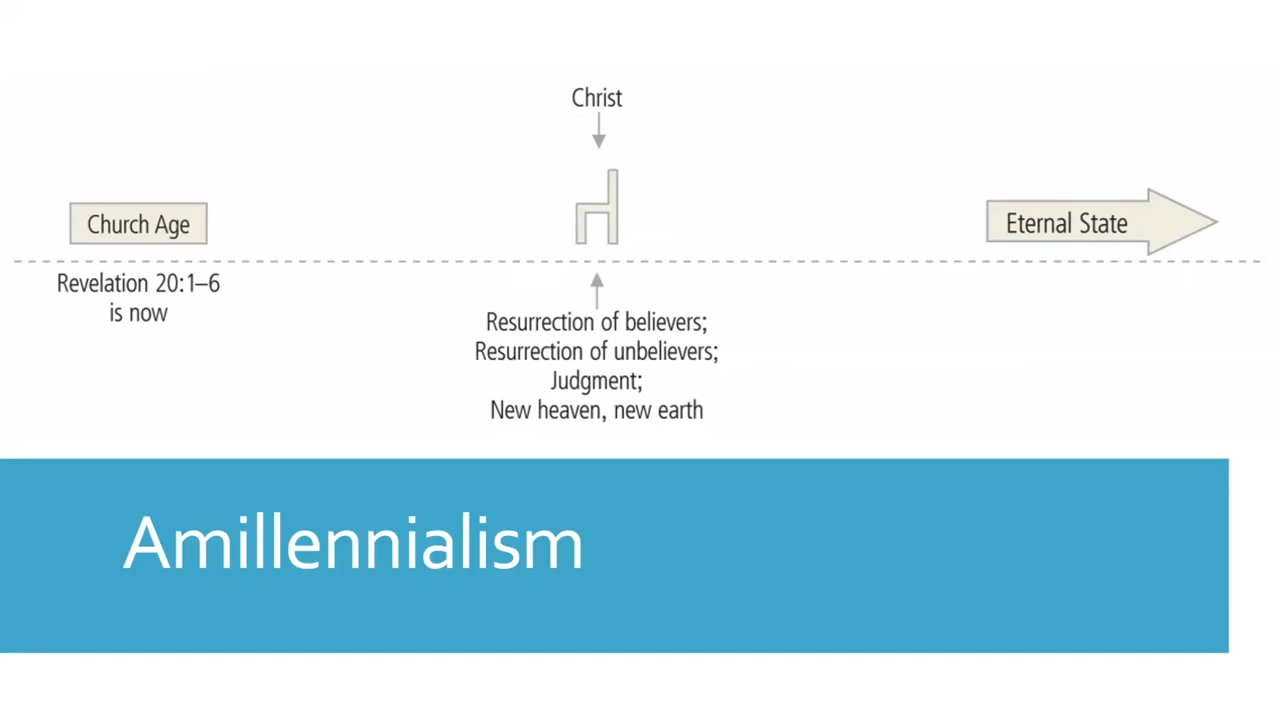 Christ
Church Age
Eternal State
Revelation 20:1–6
is now
Resurrection of believers;
Resurrection of unbelievers;
Judgment;
New heaven, new earth
Amillennialism